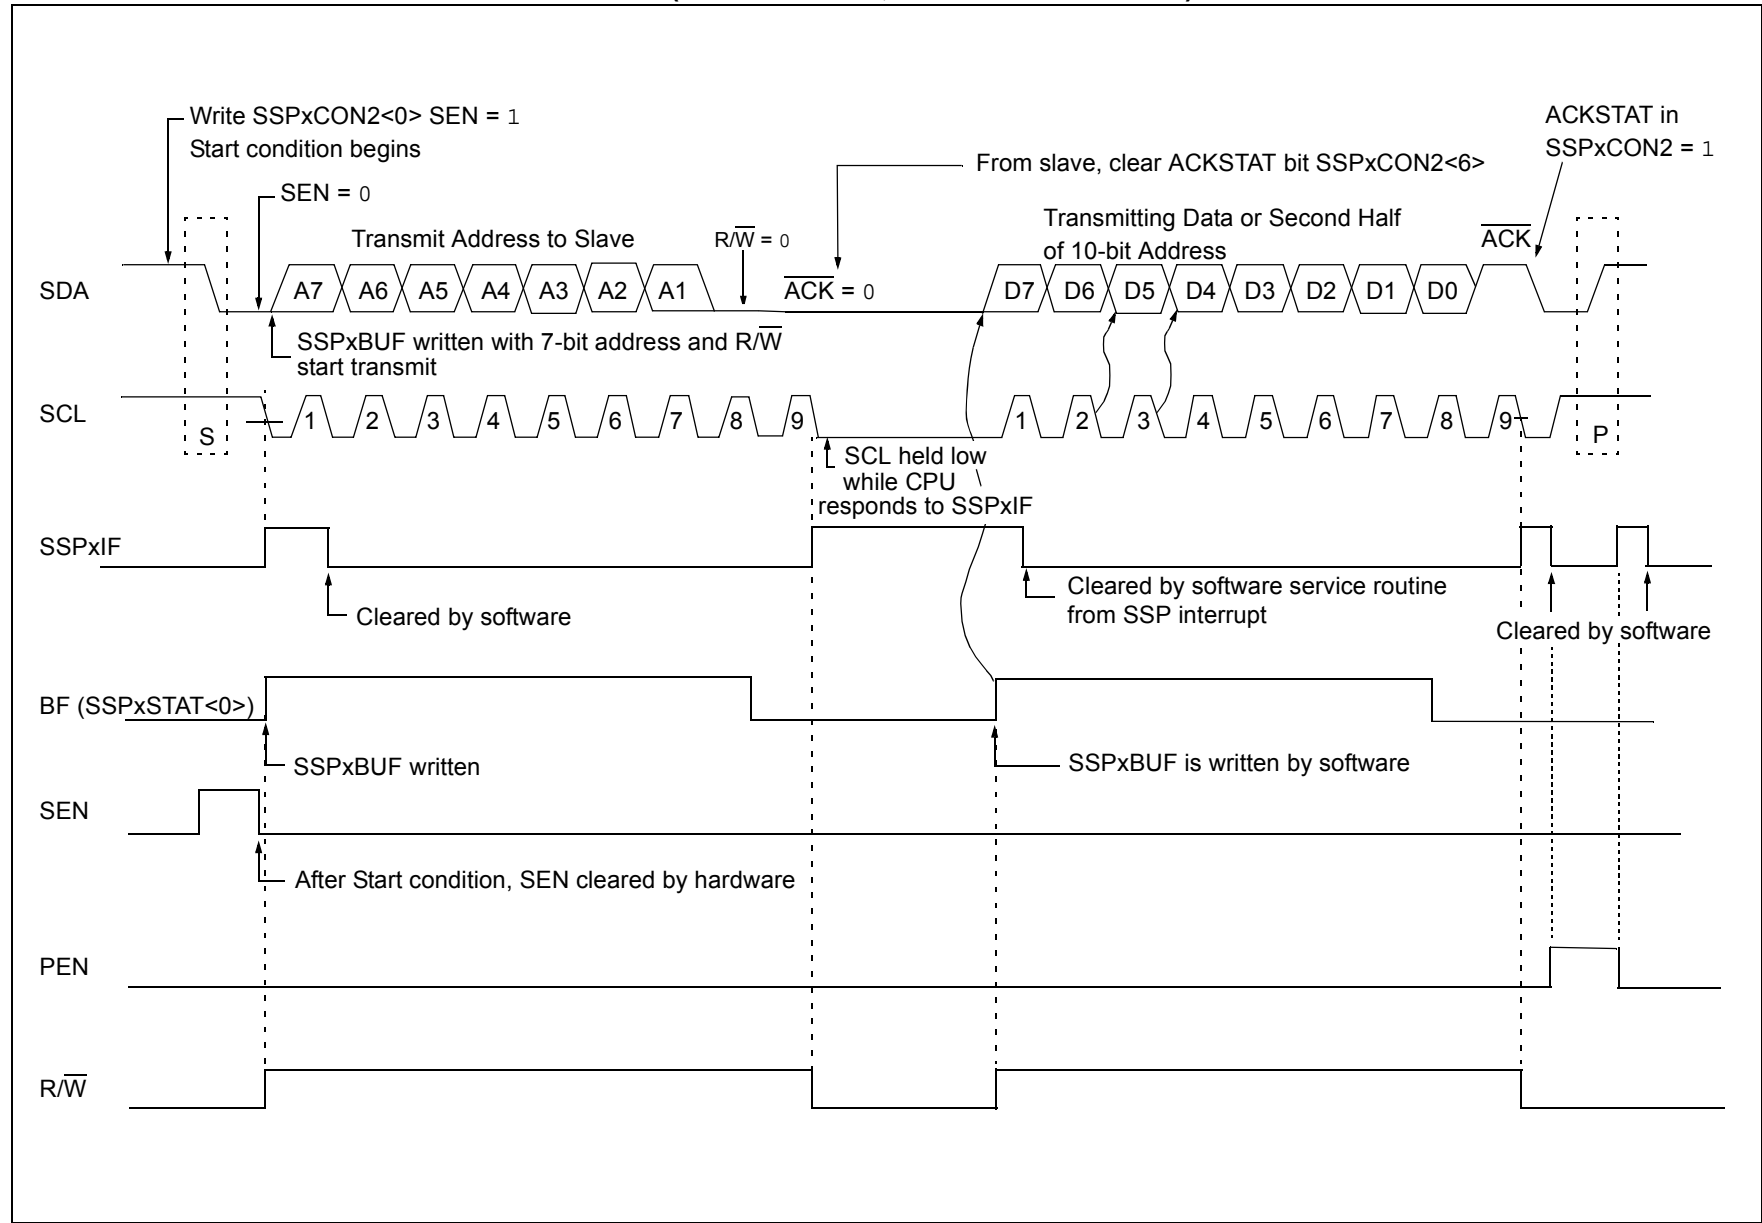 Write SSPxCON2<0> SEN = 1
Start condition begins
ACKSTAT in
SSPxCON2 = 1
From slave, clear ACKSTAT bit SSPxCON2<6>
SEN = 0
Transmitting Data or Second Half
of 10-bit Address
Transmit Address to Slave
R/W̅ = 0
A̅C̅K̅
SDA
A7 A6 A5 A4 A3 A2 A1
A̅C̅K̅ = 0
D7 D6 D5 D4 D3 D2 D1 D0
SSPxBUF written with 7-bit address and R/W̅
start transmit
SCL
S
1 2 3 4 5 6 7 8 9
1 2 3 4 5 6 7 8 9
P
SCL held low
while CPU
responds to SSPxIF
SSPxIF
Cleared by software
Cleared by software service routine
from SSP interrupt
Cleared by software
BF (SSPxSTAT<0>)
SSPxBUF written
SSPxBUF is written by software
SEN
After Start condition, SEN cleared by hardware
PEN
R/W̅